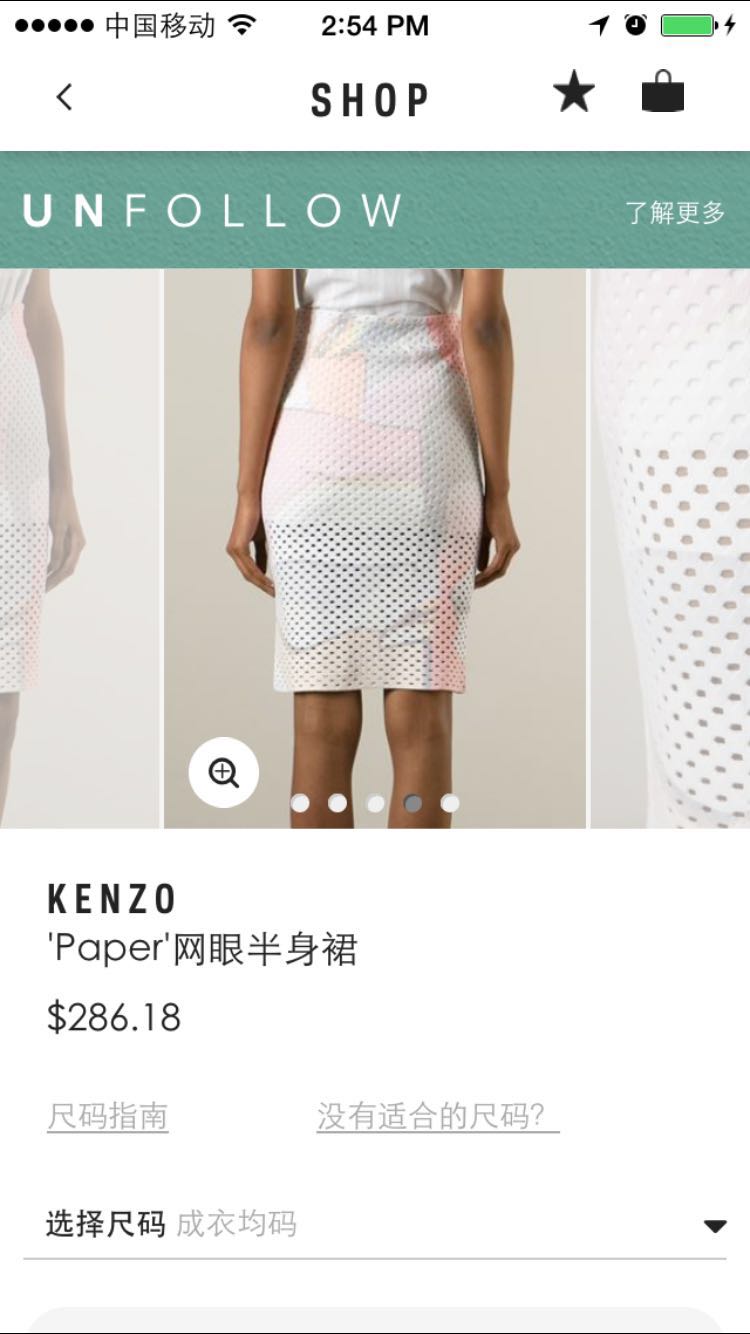 中国移动
2:54 PM
SHOP
UNFOLLOW
了解更多
KENZO
'Paper'网眼半身裙
$286.18
尺码指南
没有适合的尺码？
选择尺码 成衣均码